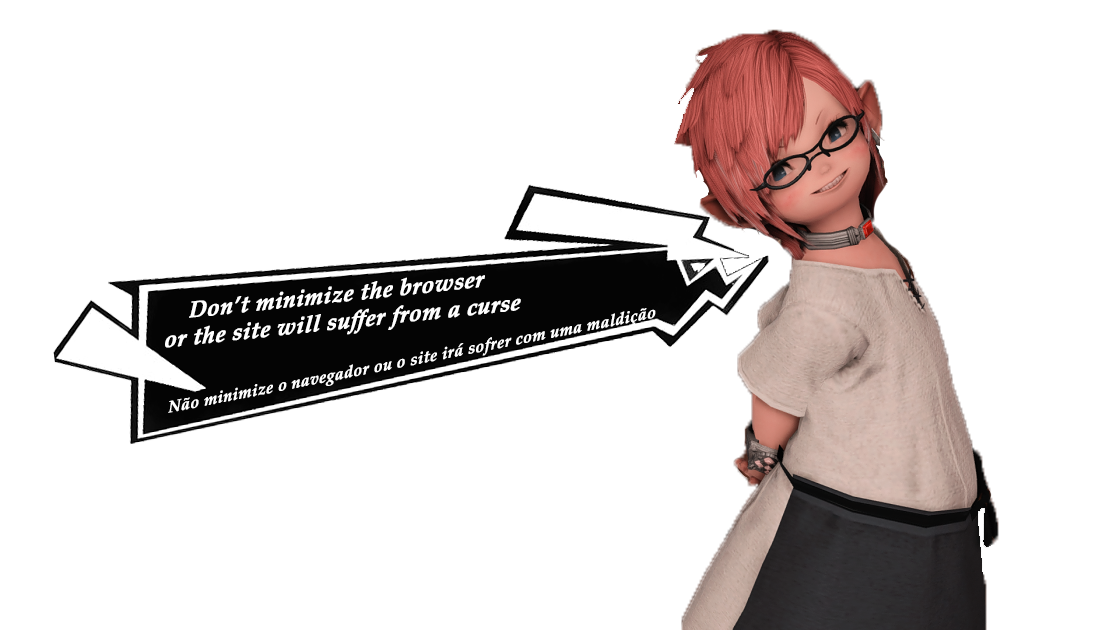 Don't minimize the browser
or the site will suffer from a curse
Não minimize o navegador ou o site irá sofrer com uma maldição